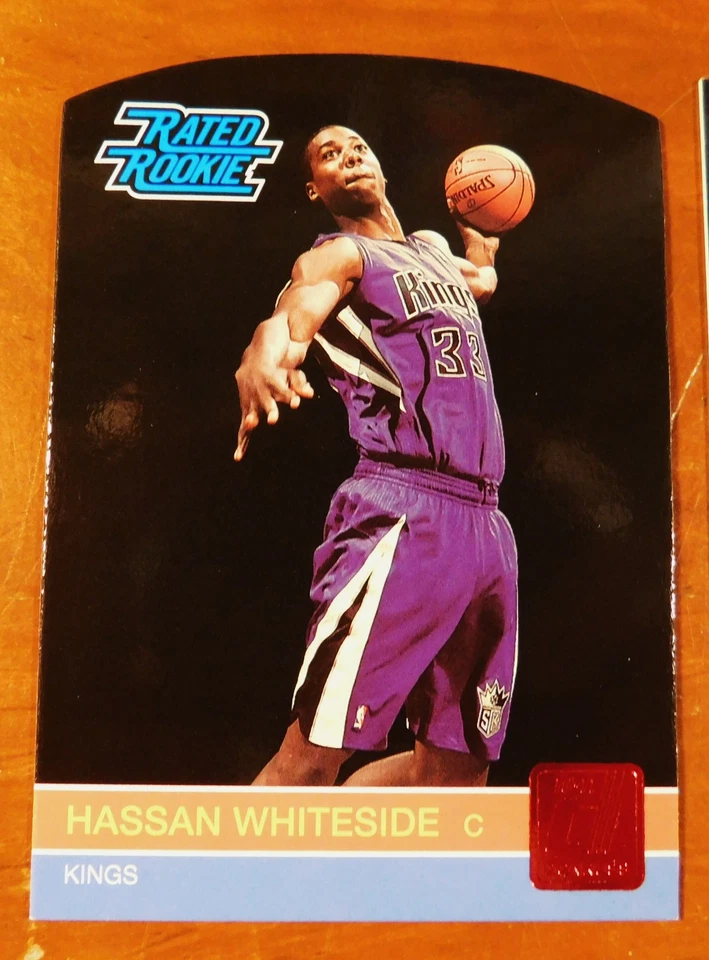 RATED
ROOKIE
SPALDING
Kings
33
HASSAN WHITESIDE C
KINGS